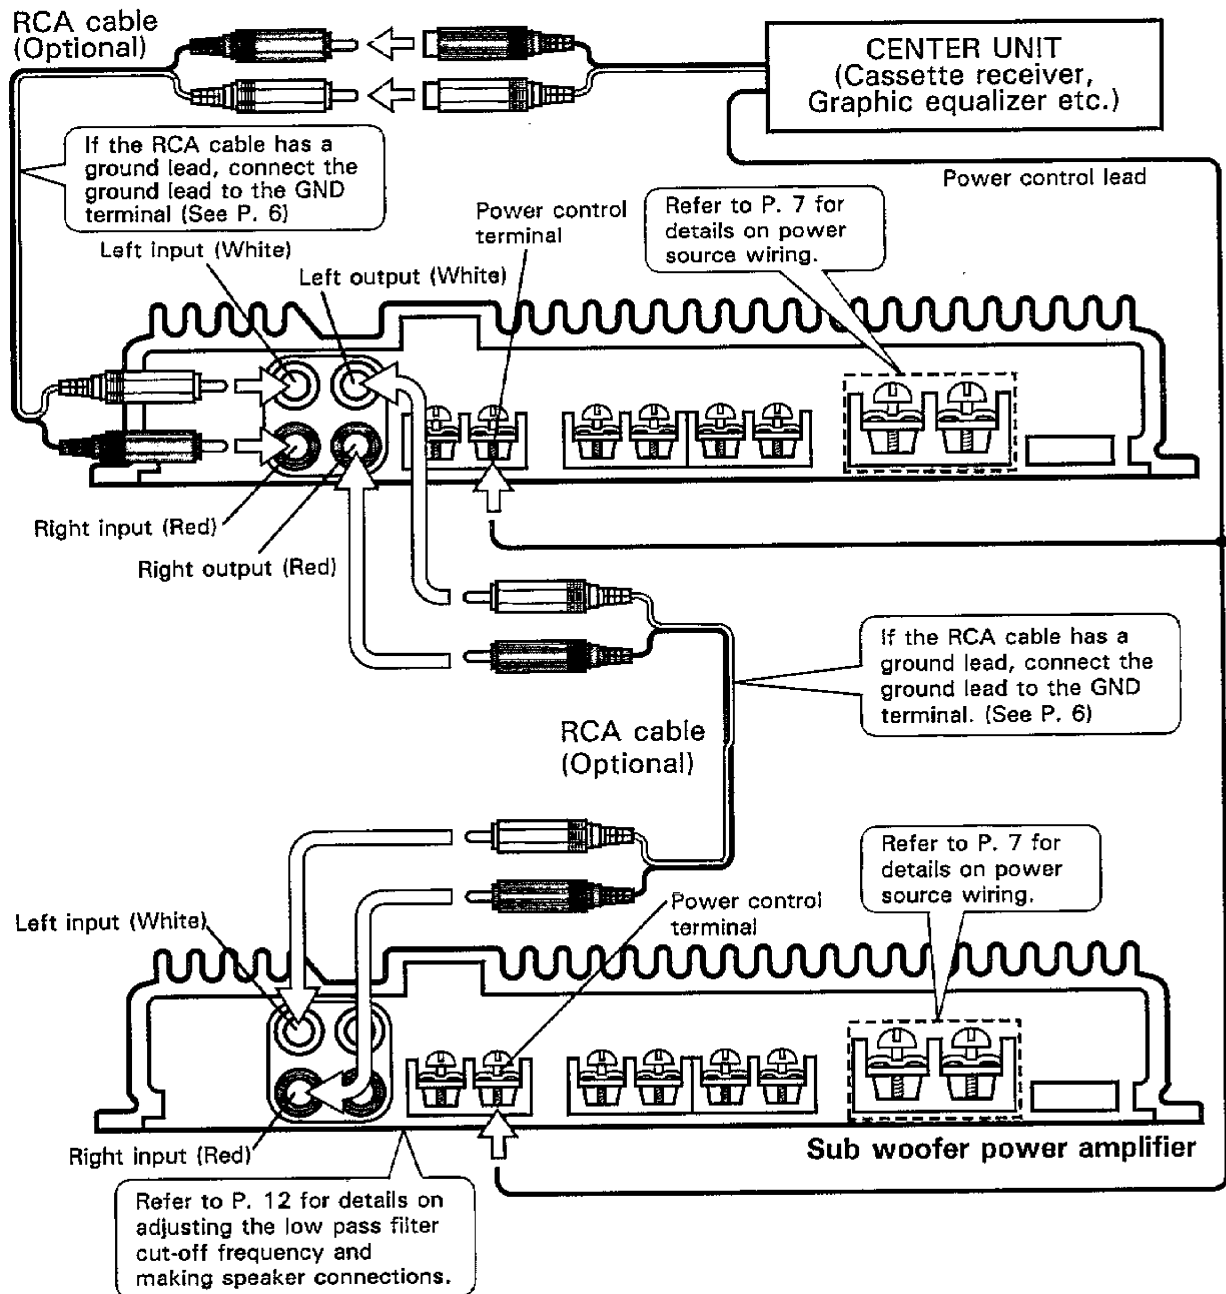 RCA cable
(Optional)
CENTER UNIT
(Cassette receiver,
Graphic equalizer etc.)
If the RCA cable has a
ground lead, connect the
ground lead to the GND
terminal (See P. 6)
Power control lead
Power control
terminal
Refer to P. 7 for
details on power
source wiring.
Left input (White)
Left output (White)
Right input (Red)
Right output (Red)
If the RCA cable has a
ground lead, connect the
ground lead to the GND
terminal. (See P. 6)
RCA cable
(Optional)
Refer to P. 7 for
details on power
source wiring.
Left input (White)
Power control
terminal
Right input (Red)
Sub woofer power amplifier
Refer to P. 12 for details on
adjusting the low pass filter
cut-off frequency and
making speaker connections.